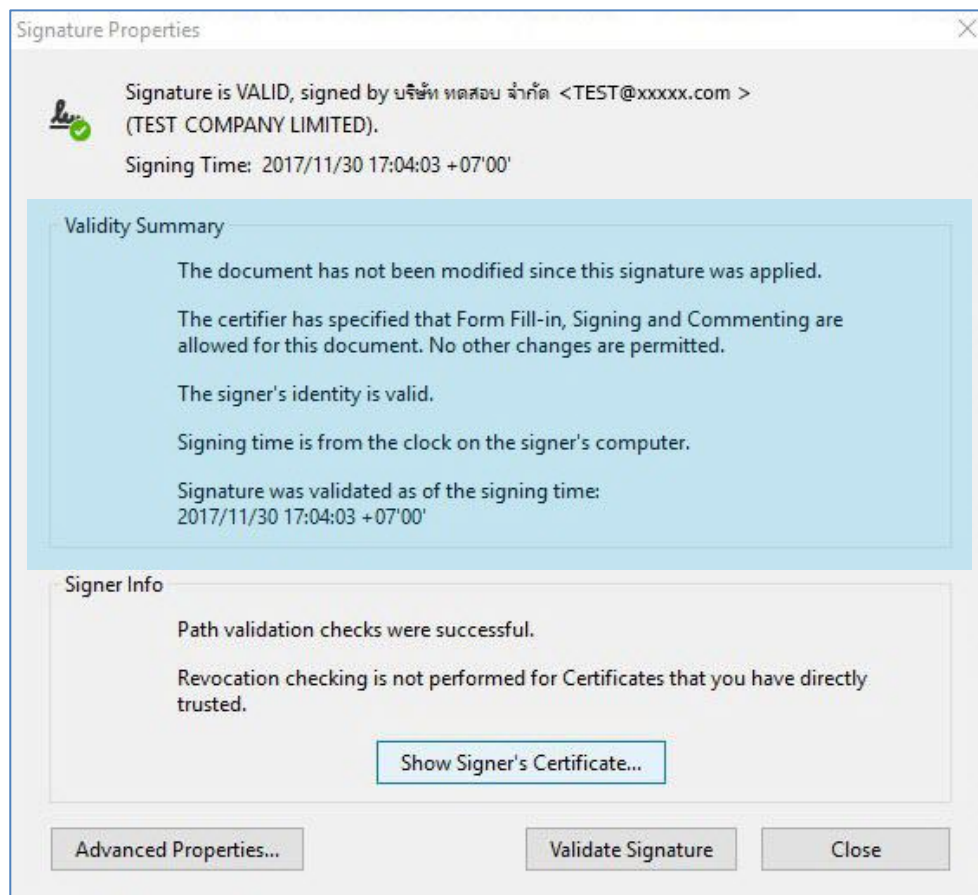 Signature Properties
Signature is VALID, signed by บริษัท ทดสอบ จำกัด <TEST@xxxxx.com >
(TEST COMPANY LIMITED).
Signing Time: 2017/11/30 17:04:03 +07'00'
Validity Summary
The document has not been modified since this signature was applied.
The certifier has specified that Form Fill-in, Signing and Commenting are
allowed for this document. No other changes are permitted.
The signer's identity is valid.
Signing time is from the clock on the signer's computer.
Signature was validated as of the signing time:
2017/11/30 17:04:03 +07'00'
Signer Info
Path validation checks were successful.
Revocation checking is not performed for Certificates that you have directly
trusted.
Show Signer's Certificate...
Advanced Properties...
Validate Signature
Close